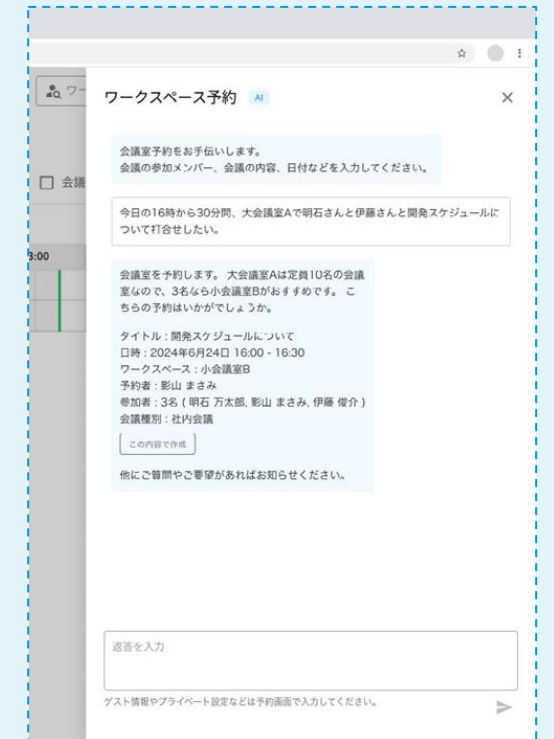 ワー
ワークスペース予約 AI
会議
3:00
会議室予約をお手伝いします。
会議の参加メンバー、会議の内容、日付などを入力してください。
今日の16時から30分間、大会議室Aで明石さんと伊藤さんと開発スケジュールに
ついて打合せしたい。
会議室を予約します。 大会議室Aは定員10名の会議
室なので、3名なら小会議室Bがおすすめです。 こ
ちらの予約はいかがでしょうか。
タイトル : 開発スケジュールについて
日時 : 2024年6月24日 16:00 - 16:30
ワークスペース : 小会議室B
予約者 : 影山 まさみ
参加者 : 3名 ( 明石 万太郎, 影山 まさみ, 伊藤 俊介 )
会議種別 : 社内会議
この内容で作成
他にご質問やご要望があればお知らせください。
返答を入力
ゲスト情報やプライベート設定などは予約画面で入力してください。